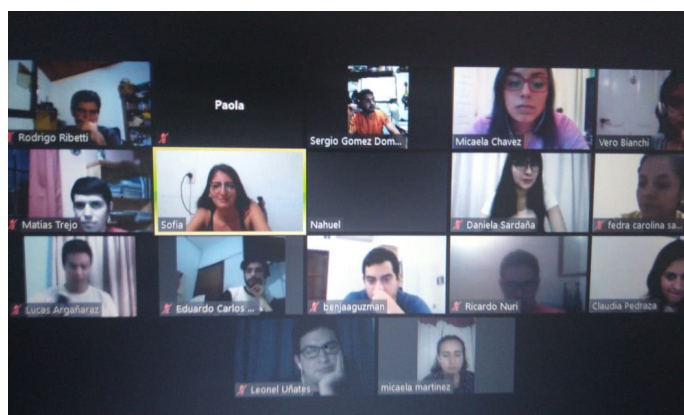 Rodrigo Ribetti
Paola
Sergio Gomez Dom...
Micaela Chavez
Vero Bianchi
Matias Trejo
Sofia
Nahuel
Daniela Sardaña
fedra carolina sa...
Lucas Argañaraz
Eduardo Carlos ...
benjaaguzman
Ricardo Nuri
Claudia Pedraza
Leonel Uñates
micaela martinez